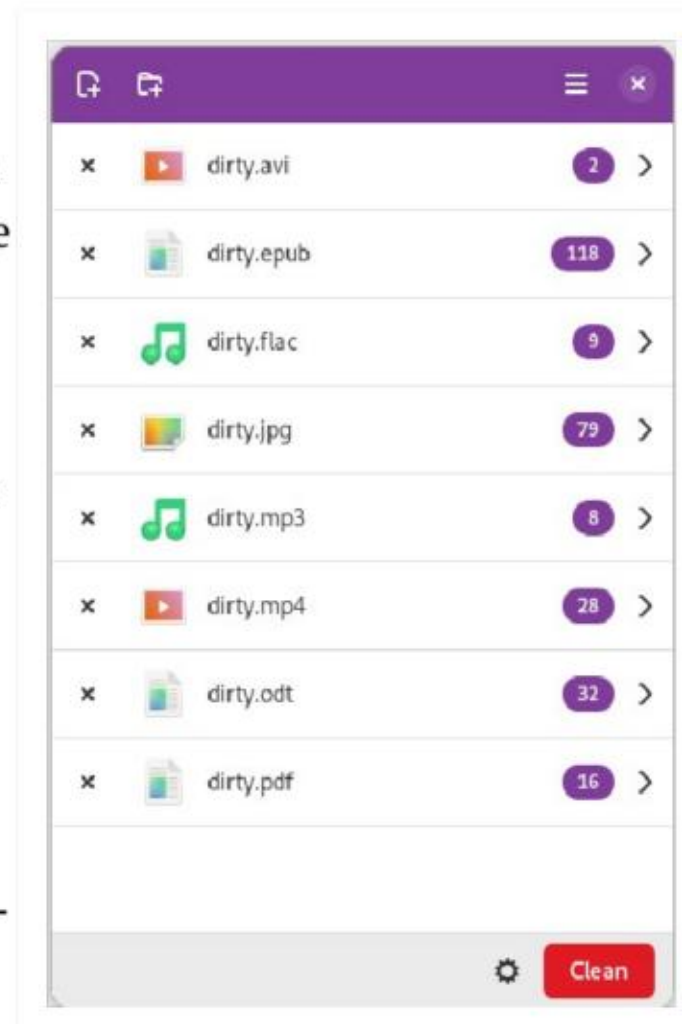 dirty.avi 2
e
dirty.epub 118
dirty.flac 9
dirty.jpg 79
dirty.mp3 8
dirty.mp4 28
dirty.odt 32
dirty.pdf 16
-
Clean